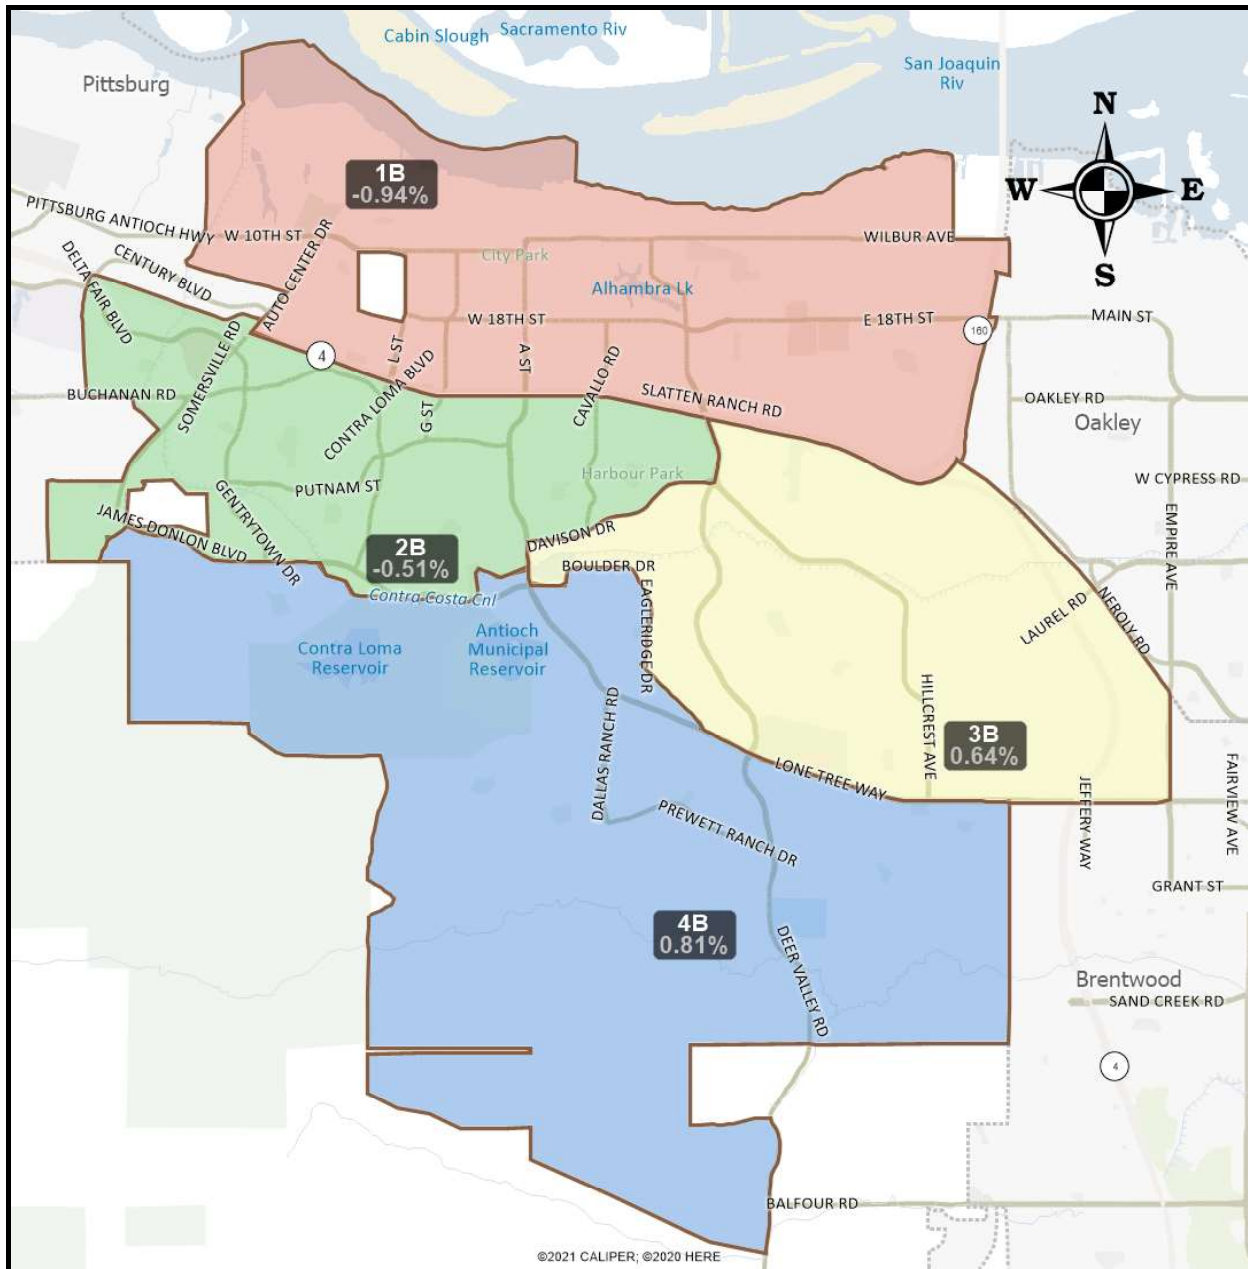 Cabin Slough
Sacramento Riv
San Joaquin
Riv
Pittsburg
N
W
E
S
1B
-0.94%
PITTSBURG ANTIOCH HWY
W 10TH ST
AUTO CENTER DR
WILBUR AVE
City Park
CENTURY BLVD
DELTA FAIR BLVD
Alhambra Lk
W 18TH ST
E 18TH ST
160
MAIN ST
SOMERSVILLE RD
4
L ST
A ST
CAVALLO RD
CONTRA LOMA BLVD
G ST
SLATTEN RANCH RD
BUCHANAN RD
OAKLEY RD
Oakley
Harbour Park
W CYPRESS RD
PUTNAM ST
GENTRYTOWN DR
JAMES DONLON BLVD
EMPIRE AVE
DAVISON DR
2B
-0.51%
BOULDER DR
Contra Costa Cnl
EAGLERIDGE DR
LAUREL RD
NEROLY RD
Contra Loma
Reservoir
Antioch
Municipal
Reservoir
HILLCREST AVE
DALLAS RANCH RD
3B
0.64%
LONE TREE WAY
JEFFERY WAY
FAIRVIEW AVE
PREWETT RANCH DR
GRANT ST
4B
0.81%
DEER VALLEY RD
Brentwood
SAND CREEK RD
4
BALFOUR RD
©2021 CALIPER; ©2020 HERE